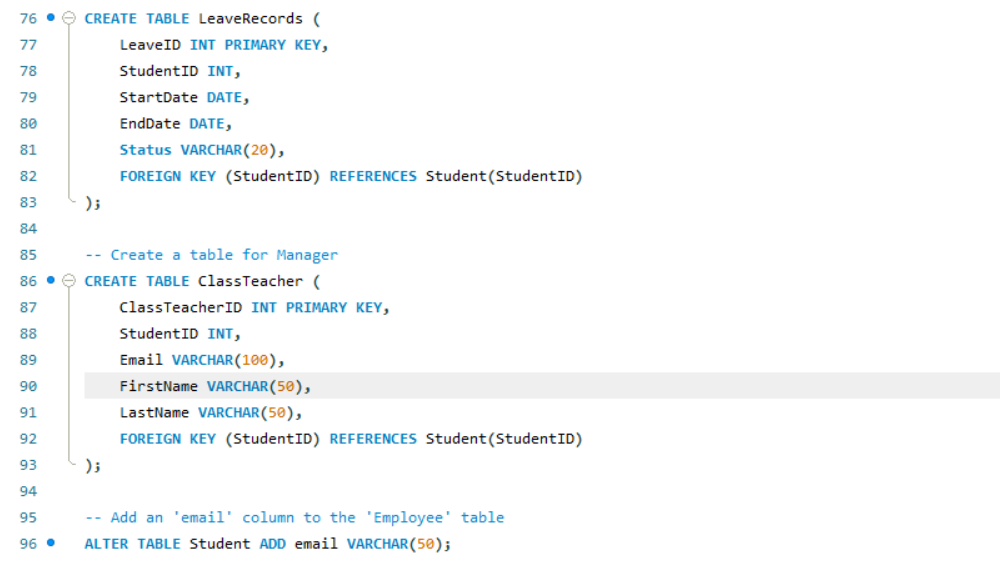 76 CREATE TABLE LeaveRecords (
77 LeaveID INT PRIMARY KEY,
78 StudentID INT,
79 StartDate DATE,
80 EndDate DATE,
81 Status VARCHAR(20),
82 FOREIGN KEY (StudentID) REFERENCES Student(StudentID)
83 );
84
85 -- Create a table for Manager
86 CREATE TABLE ClassTeacher (
87 ClassTeacherID INT PRIMARY KEY,
88 StudentID INT,
89 Email VARCHAR(100),
90 FirstName VARCHAR(50),
91 LastName VARCHAR(50),
92 FOREIGN KEY (StudentID) REFERENCES Student(StudentID)
93 );
94
95 -- Add an 'email' column to the 'Employee' table
96 ALTER TABLE Student ADD email VARCHAR(50);